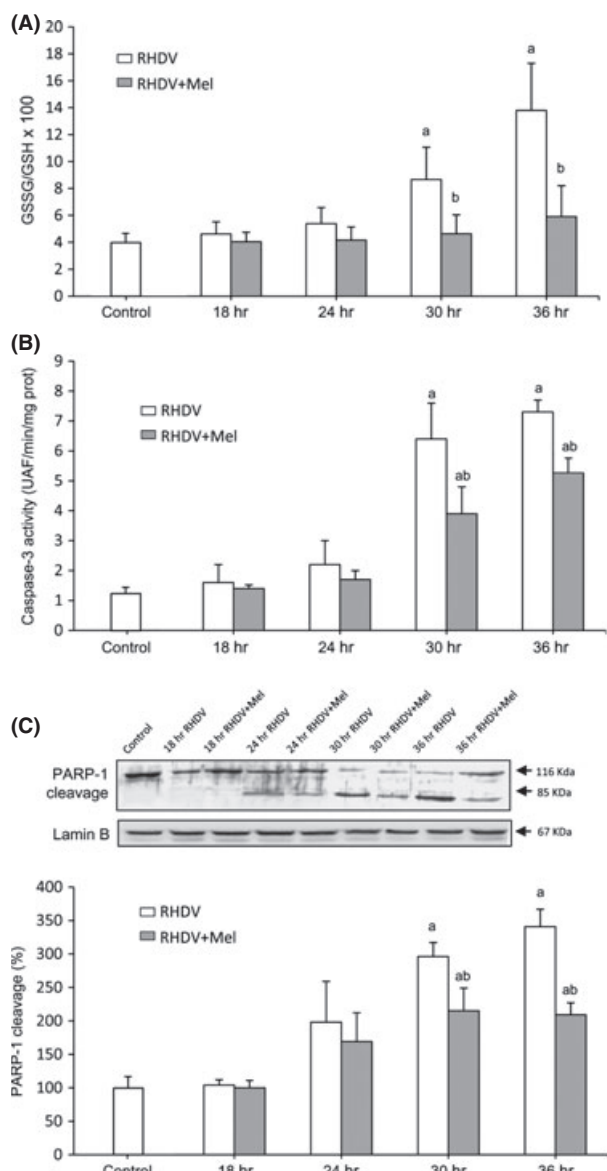 (A)
GSSG/GSH x 100
20
18
16
14
12
10
8
6
4
2
0
RHDV
RHDV+Mel
a
b
a
b
Control 18 hr 24 hr 30 hr 36 hr
(B)
Caspase-3 activity (UAF/min/mg prot)
9
8
7
6
5
4
3
2
1
0
RHDV
RHDV+Mel
a
ab
a
ab
Control 18 hr 24 hr 30 hr 36 hr
(C)
Control 18 hr RHDV 18 hr RHDV+Mel 24 hr RHDV 24 hr RHDV+Mel 30 hr RHDV 30 hr RHDV+Mel 36 hr RHDV 36 hr RHDV+Mel
PARP-1
cleavage
116 Kda
85 KDa
Lamin B
67 KDa
PARP-1 cleavage (%)
400
350
300
250
200
150
100
50
0
RHDV
RHDV+Mel
a
ab
a
ab
Control 18 hr 24 hr 30 hr 36 hr